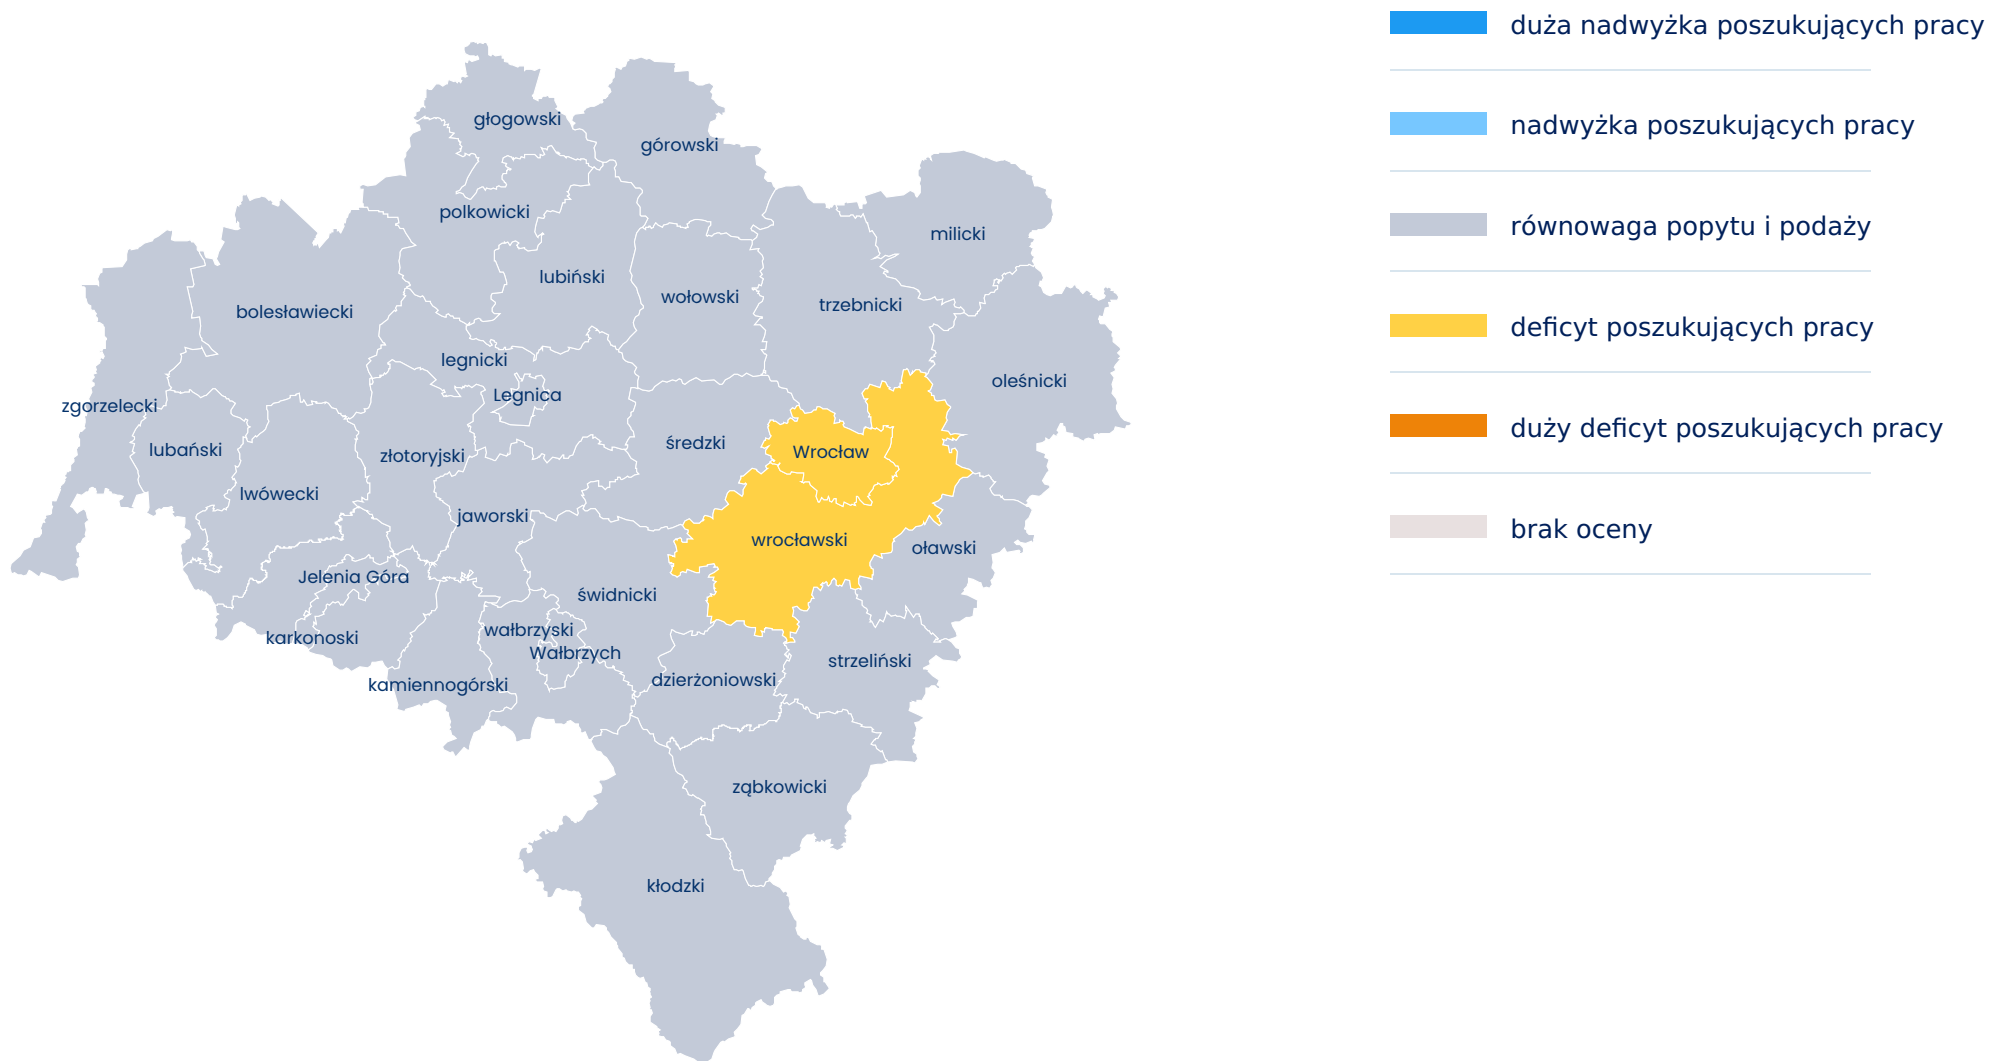 duża nadwyżka poszukujących pracy
nadwyżka poszukujących pracy
równowaga popytu i podaży
deficyt poszukujących pracy
duży deficyt poszukujących pracy
brak oceny
głogowski
górowski
polkowicki
milicki
lubiński
wołowski
trzebnicki
bolesławiecki
legnicki
oleśnicki
Legnica
zgorzelecki
średzki
lubański
Wrocław
złotoryjski
lwówecki
jaworski
wrocławski
oławski
Jelenia Góra
świdnicki
wałbrzyski
karkonoski
Wałbrzych
strzeliński
dzierżoniowski
kamiennogórski
ząbkowicki
kłodzki